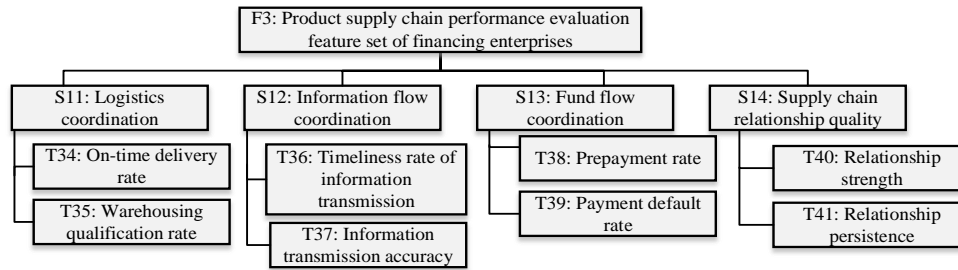 F3: Product supply chain performance evaluation
feature set of financing enterprises
S11: Logistics
coordination
T34: On-time delivery
rate
T35: Warehousing
qualification rate
S12: Information flow
coordination
T36: Timeliness rate of
information
transmission
T37: Information
transmission accuracy
S13: Fund flow
coordination
T38: Prepayment rate
T39: Payment default
rate
S14: Supply chain
relationship quality
T40: Relationship
strength
T41: Relationship
persistence